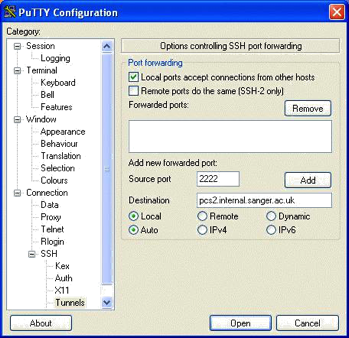 PuTTY Configuration
Category:
Session
Logging
Terminal
Keyboard
Bell
Features
Window
Appearance
Behaviour
Translation
Selection
Colours
Connection
Data
Proxy
Telnet
Rlogin
SSH
Kex
Auth
X11
Tunnels
Options controlling SSH port forwarding
Port forwarding
Local ports accept connections from other hosts
Remote ports do the same (SSH-2 only)
Forwarded ports: Remove
Add new forwarded port:
Source port 2222 Add
Destination pcs2.internal.sanger.ac.uk
Local Remote Dynamic
Auto IPv4 IPv6
About Open Cancel